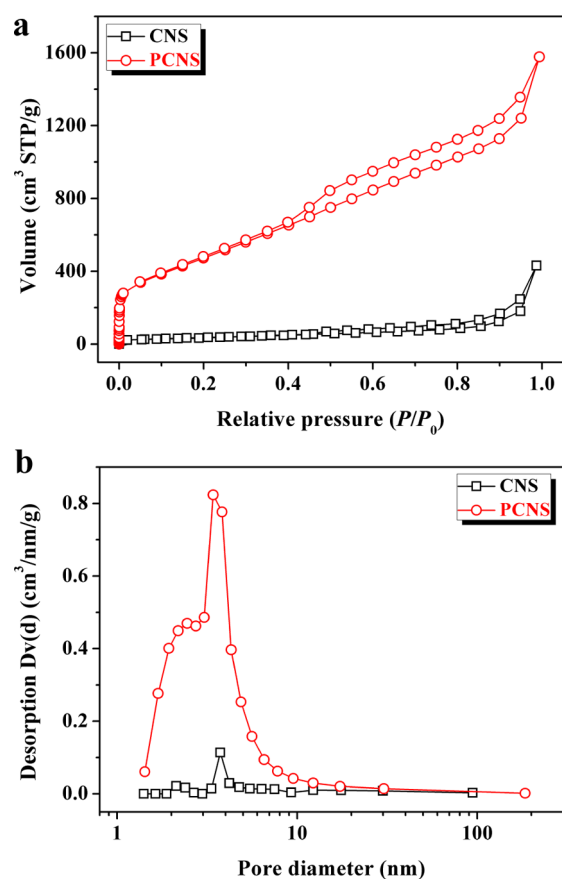 a
CNS
PCNS
1600
1200
800
400
0
Volume (cm³ STP/g)
0.0 0.2 0.4 0.6 0.8 1.0
Relative pressure (P/P₀)
b
CNS
PCNS
0.8
0.6
0.4
0.2
0.0
Desorption Dv(d) (cm³/nm/g)
1 10 100
Pore diameter (nm)